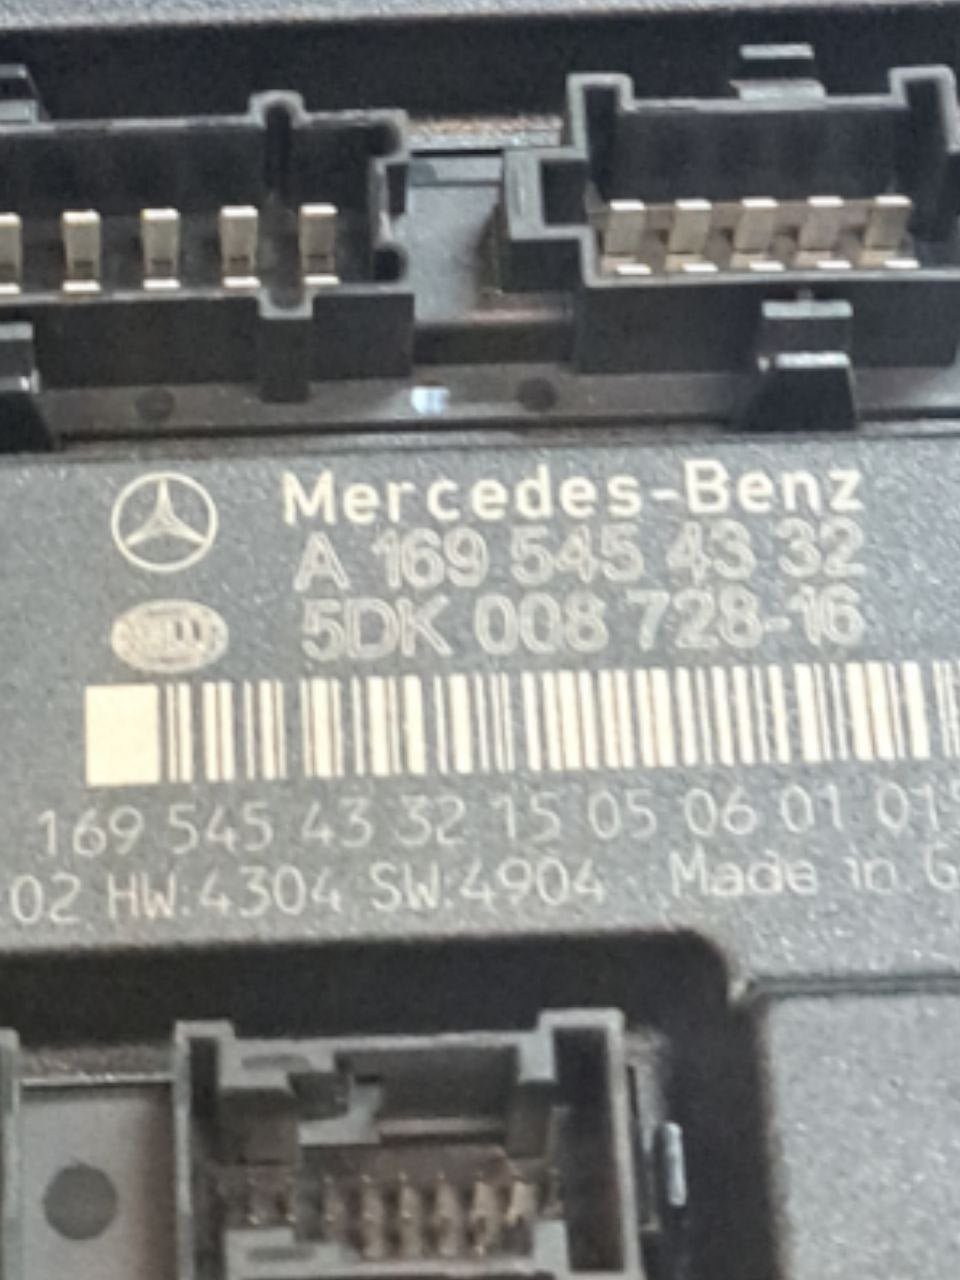 Mercedes-Benz
A 169 545 43 32
5DK 008 728-16
169 545 43 32 15 05 06 01 01
02 HW:4304 SW:4904 Made in G